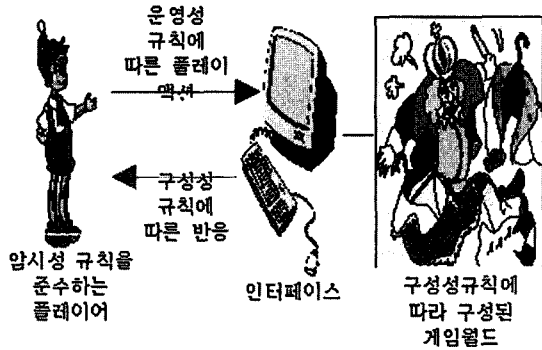 운영성
규칙에
따른 플레이
액션
구성성
규칙에
따른 반응
암시성 규칙을
준수하는
플레이어
인터페이스
구성성규칙에
따라 구성된
게임월드